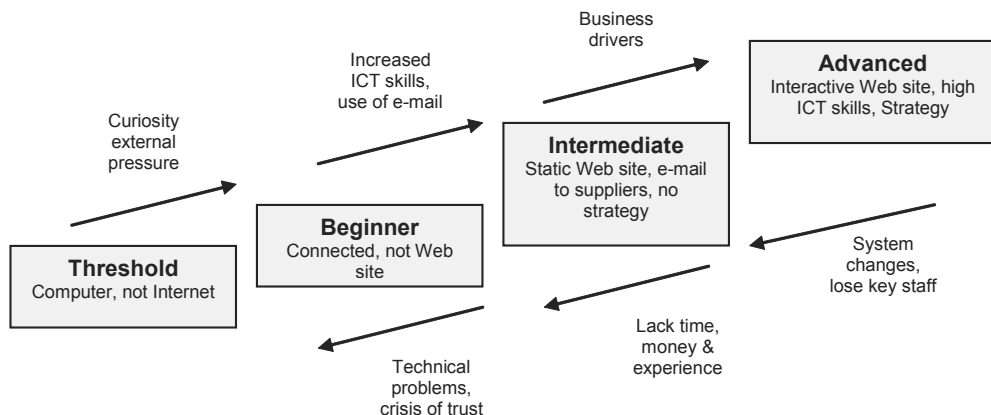 Business
drivers
Advanced
Interactive Web site, high
ICT skills, Strategy
Increased
ICT skills,
use of e-mail
Curiosity
external
pressure
Intermediate
Static Web site, e-mail
to suppliers, no
strategy
Beginner
Connected, not Web
site
Threshold
Computer, not Internet
System
changes,
lose key staff
Lack time,
money &
experience
Technical
problems,
crisis of trust